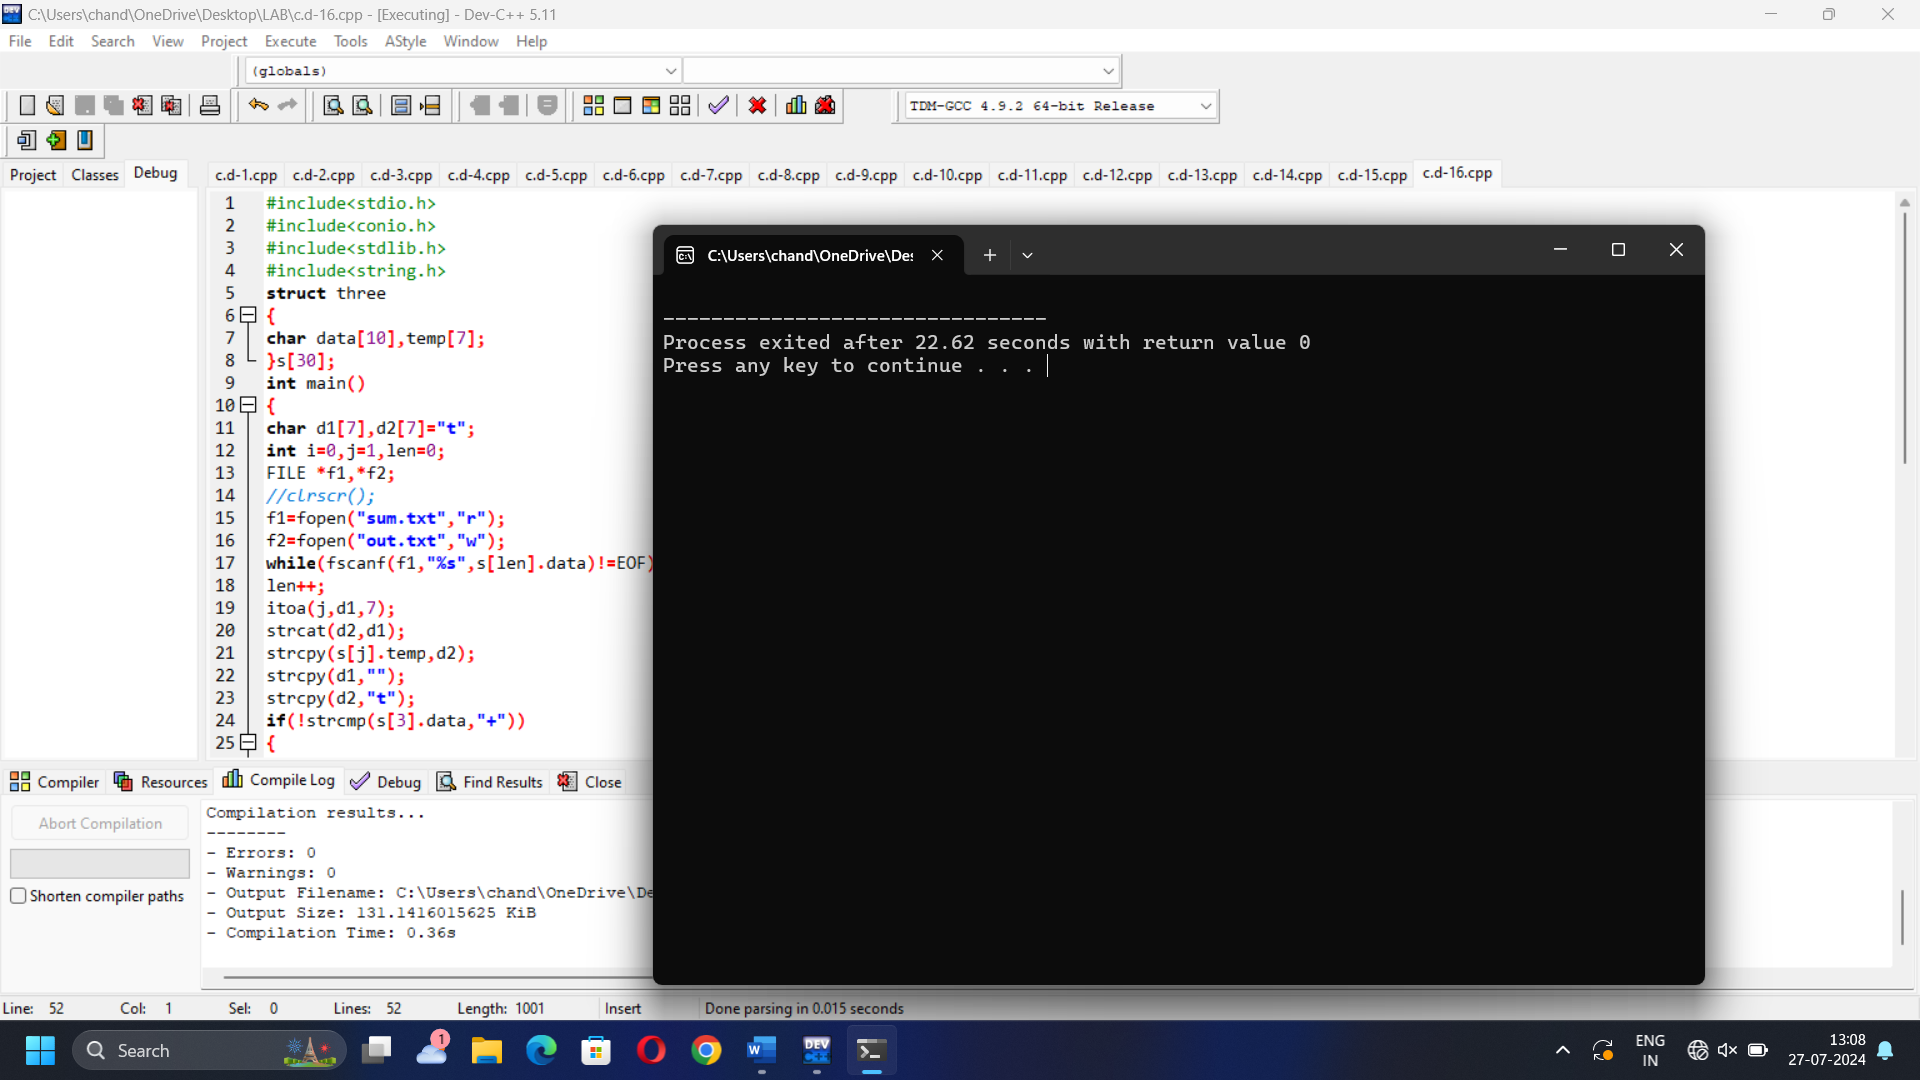 C:\Users\chand\OneDrive\Desktop\LAB\c.d-16.cpp - [Executing] - Dev-C++ 5.11
File Edit Search View Project Execute Tools AStyle Window Help
(globals)
TDM-GCC 4.9.2 64-bit Release
Project Classes Debug
c.d-1.cpp c.d-2.cpp c.d-3.cpp c.d-4.cpp c.d-5.cpp c.d-6.cpp c.d-7.cpp c.d-8.cpp c.d-9.cpp c.d-10.cpp c.d-11.cpp c.d-12.cpp c.d-13.cpp c.d-14.cpp c.d-15.cpp c.d-16.cpp
1 #include<stdio.h>
2 #include<conio.h>
3 #include<stdlib.h>
4 #include<string.h>
5 struct three
6 {
7 char data[10],temp[7];
8 }s[30];
9 int main()
10 {
11 char d1[7],d2[7]="t";
12 int i=0,j=1,len=0;
13 FILE *f1,*f2;
14 //clrscr();
15 f1=fopen("sum.txt","r");
16 f2=fopen("out.txt","w");
17 while(fscanf(f1,"%s",s[len].data)!=EOF)
18 len++;
19 itoa(j,d1,7);
20 strcat(d2,d1);
21 strcpy(s[j].temp,d2);
22 strcpy(d1,"");
23 strcpy(d2,"t");
24 if(!strcmp(s[3].data,"+"))
25 {
C:\Users\chand\OneDrive\Des
--------------------------------
Process exited after 22.62 seconds with return value 0
Press any key to continue . . .
Compiler Resources Compile Log Debug Find Results Close
Abort Compilation
Shorten compiler paths
Compilation results...
--------
- Errors: 0
- Warnings: 0
- Output Filename: C:\Users\chand\OneDrive\De
- Output Size: 131.1416015625 KiB
- Compilation Time: 0.36s
Line: 52 Col: 1 Sel: 0 Lines: 52 Length: 1001 Insert Done parsing in 0.015 seconds
Search
1
DEV C++
ENG
IN
13:08
27-07-2024